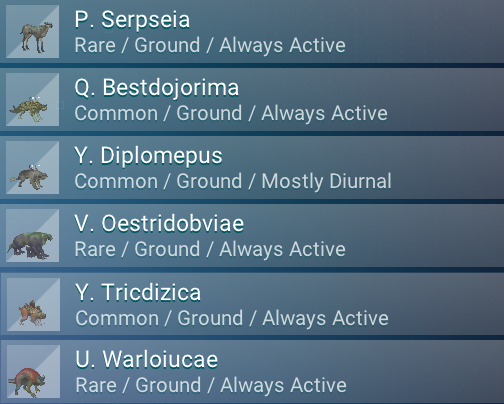 P. Serpseia
Rare / Ground / Always Active
Q. Bestdojorima
Common / Ground / Always Active
Y. Diplomepus
Common / Ground / Mostly Diurnal
V. Oestridobviae
Rare / Ground / Always Active
Y. Tricdizica
Common / Ground / Always Active
U. Warloiucae
Rare / Ground / Always Active